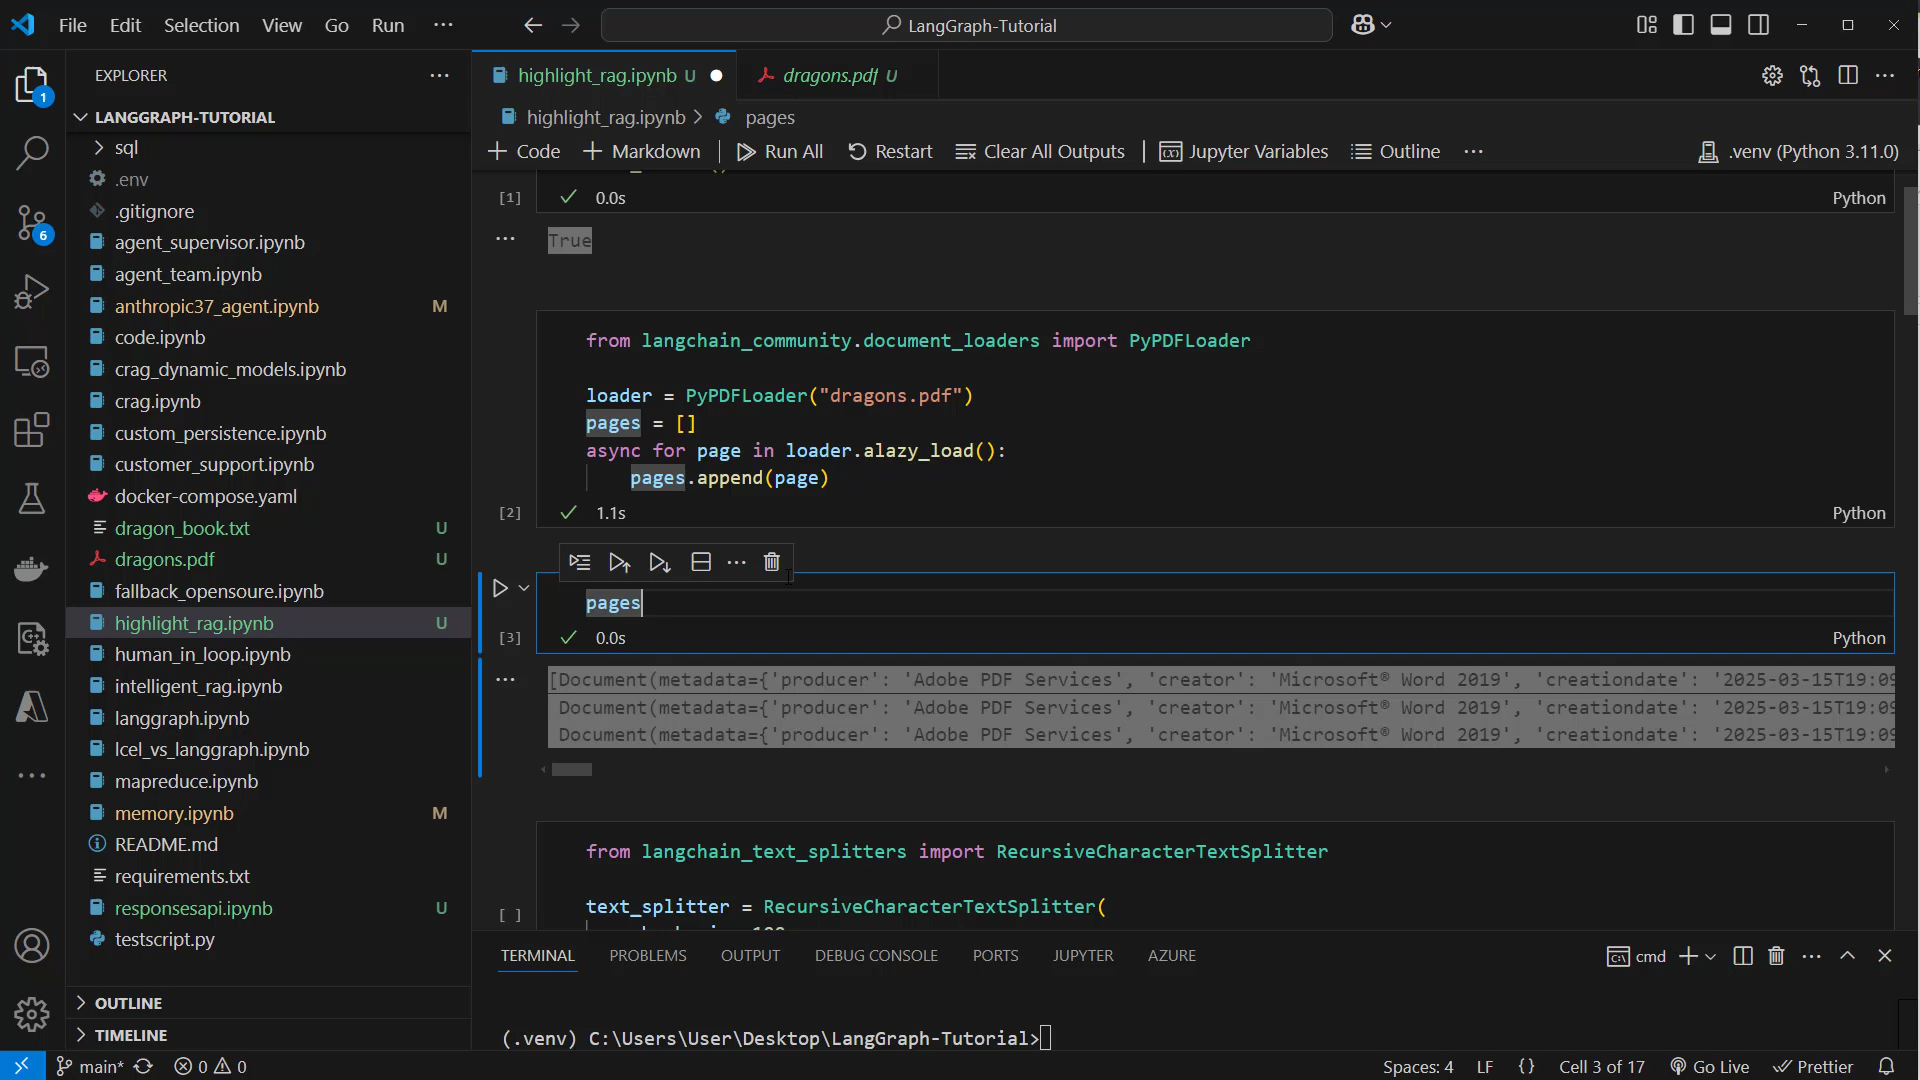 File Edit Selection View Go Run ···
LangGraph-Tutorial
EXPLORER
LANGGRAPH-TUTORIAL
sql
.env
.gitignore
agent_supervisor.ipynb
agent_team.ipynb
anthropic37_agent.ipynb M
code.ipynb
crag_dynamic_models.ipynb
crag.ipynb
custom_persistence.ipynb
customer_support.ipynb
docker-compose.yaml
dragon_book.txt U
dragons.pdf U
fallback_opensoure.ipynb
highlight_rag.ipynb U
human_in_loop.ipynb
intelligent_rag.ipynb
langgraph.ipynb
lcel_vs_langgraph.ipynb
mapreduce.ipynb
memory.ipynb M
README.md
requirements.txt
responsesapi.ipynb U
testscript.py
OUTLINE
TIMELINE
1
6
highlight_rag.ipynb U
dragons.pdf U
highlight_rag.ipynb > pages
+ Code + Markdown Run All Restart Clear All Outputs Jupyter Variables Outline ···
.venv (Python 3.11.0)
[1] 0.0s Python
True
from langchain_community.document_loaders import PyPDFLoader
loader = PyPDFLoader("dragons.pdf")
pages = []
async for page in loader.alazy_load():
pages.append(page)
[2] 1.1s Python
pages
[3] 0.0s Python
[Document(metadata={'producer': 'Adobe PDF Services', 'creator': 'Microsoft® Word 2019', 'creationdate': '2025-03-15T19:09
Document(metadata={'producer': 'Adobe PDF Services', 'creator': 'Microsoft® Word 2019', 'creationdate': '2025-03-15T19:09
Document(metadata={'producer': 'Adobe PDF Services', 'creator': 'Microsoft® Word 2019', 'creationdate': '2025-03-15T19:09
from langchain_text_splitters import RecursiveCharacterTextSplitter
text_splitter = RecursiveCharacterTextSplitter(
[ ]
TERMINAL PROBLEMS OUTPUT DEBUG CONSOLE PORTS JUPYTER AZURE
cmd
(.venv) C:\Users\User\Desktop\LangGraph-Tutorial>
main* 0 0
Spaces: 4 LF {} Cell 3 of 17 Go Live Prettier